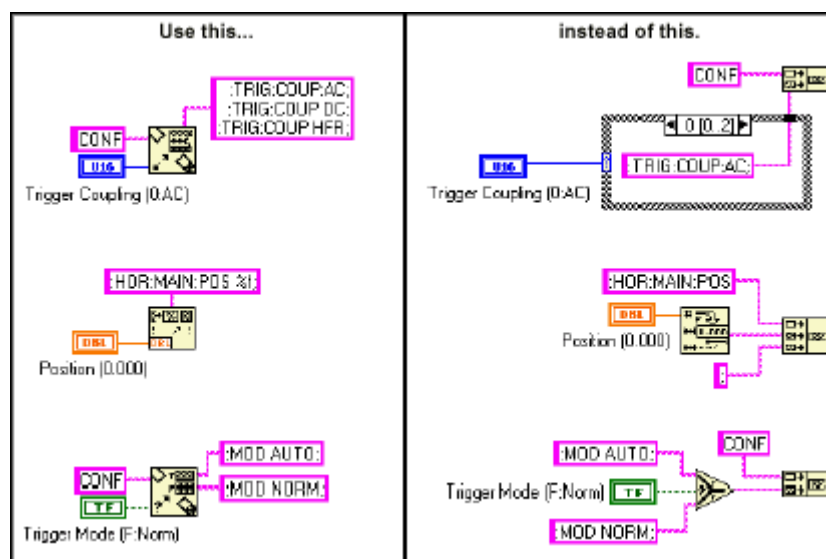 Use this...
:TRIG:COUP:AC;
:TRIG:COUP DC;
:TRIG:COUP HFR;
CONF
U16
Trigger Coupling (0:AC)
:HOR:MAIN:POS %f;
DBL
Position (0.000)
CONF
:MOD AUTO;
:MOD NORM;
TF
Trigger Mode (F:Norm)
instead of this.
CONF
0 [0..2]
U16
:TRIG:COUP:AC;
Trigger Coupling (0:AC)
:HOR:MAIN:POS
DBL
Position (0.000)
;
:MOD AUTO;
CONF
Trigger Mode (F:Norm)
TF
:MOD NORM;